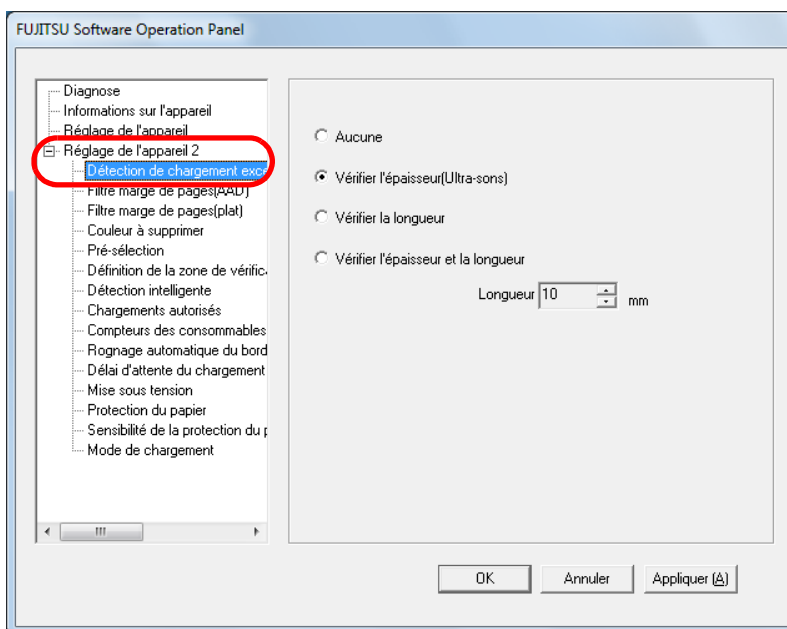 FUJITSU Software Operation Panel
Diagnose
Informations sur l'appareil
Réglage de l'appareil
Réglage de l'appareil 2
Détection de chargement exce
Filtre marge de pages(AAD)
Filtre marge de pages(plat)
Couleur à supprimer
Pré-sélection
Définition de la zone de vérific
Détection intelligente
Chargements autorisés
Compteurs des consommables
Rognage automatique du bord
Délai d'attente du chargement
Mise sous tension
Protection du papier
Sensibilité de la protection du p
Mode de chargement
Aucune
Vérifier l'épaisseur(Ultra-sons)
Vérifier la longueur
Vérifier l'épaisseur et la longueur
Longueur 10 mm
OK Annuler Appliquer (A)